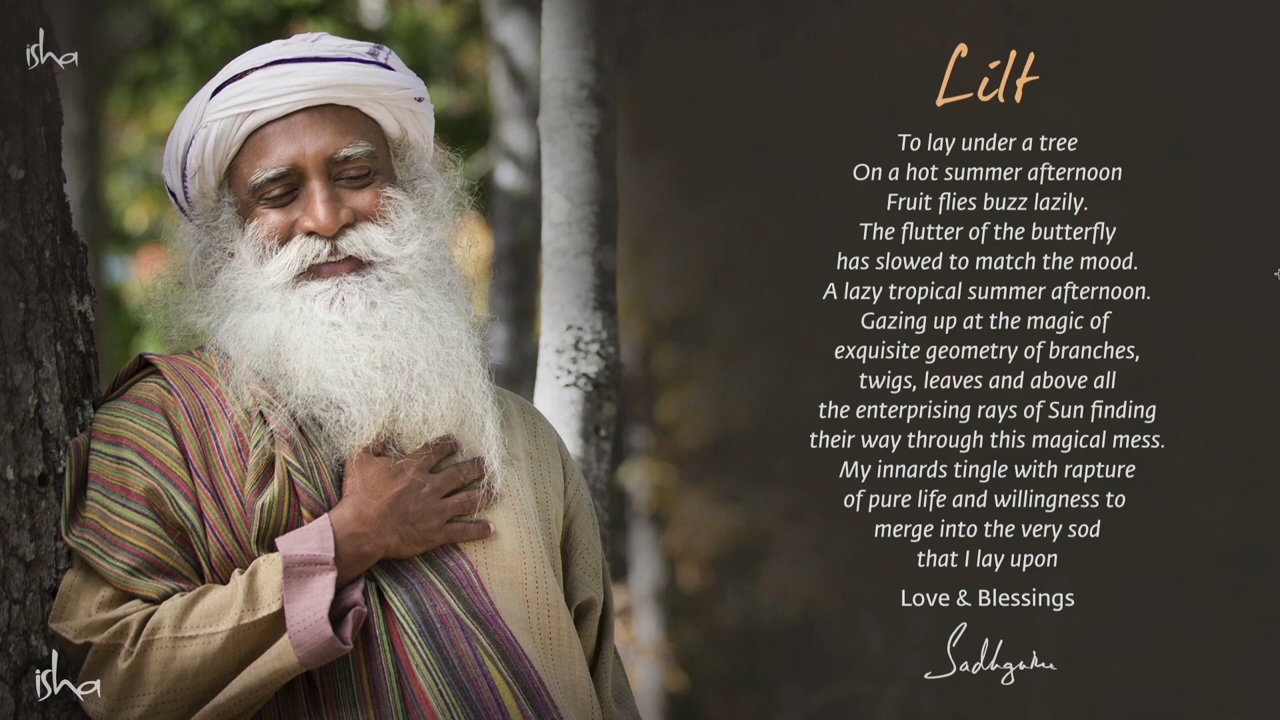 isha
Lilt
To lay under a tree
On a hot summer afternoon
Fruit flies buzz lazily.
The flutter of the butterfly
has slowed to match the mood.
A lazy tropical summer afternoon.
Gazing up at the magic of
exquisite geometry of branches,
twigs, leaves and above all
the enterprising rays of Sun finding
their way through this magical mess.
My innards tingle with rapture
of pure life and willingness to
merge into the very sod
that I lay upon
Love & Blessings
Sadhguru
isha